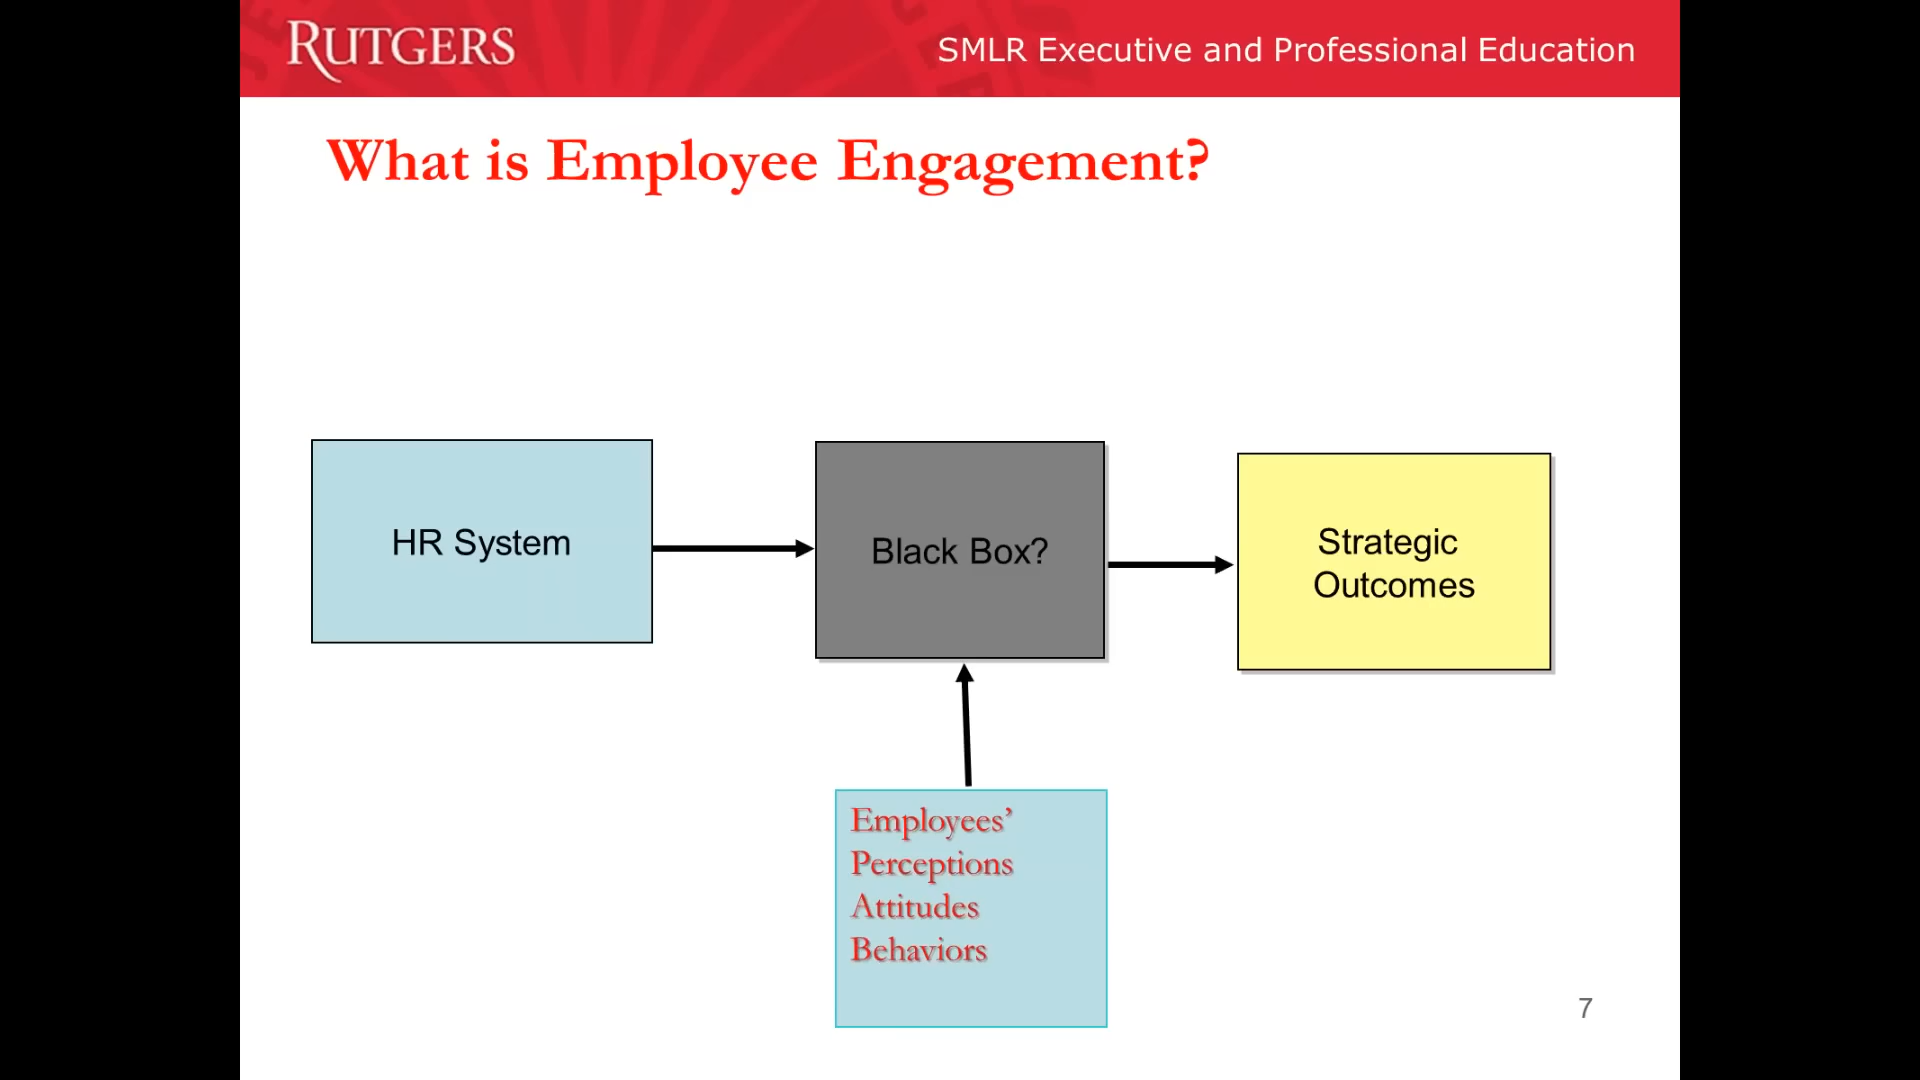 RUTGERS
SMLR Executive and Professional Education
What is Employee Engagement?
HR System
Black Box?
Strategic
Outcomes
Employees’
Perceptions
Attitudes
Behaviors
7